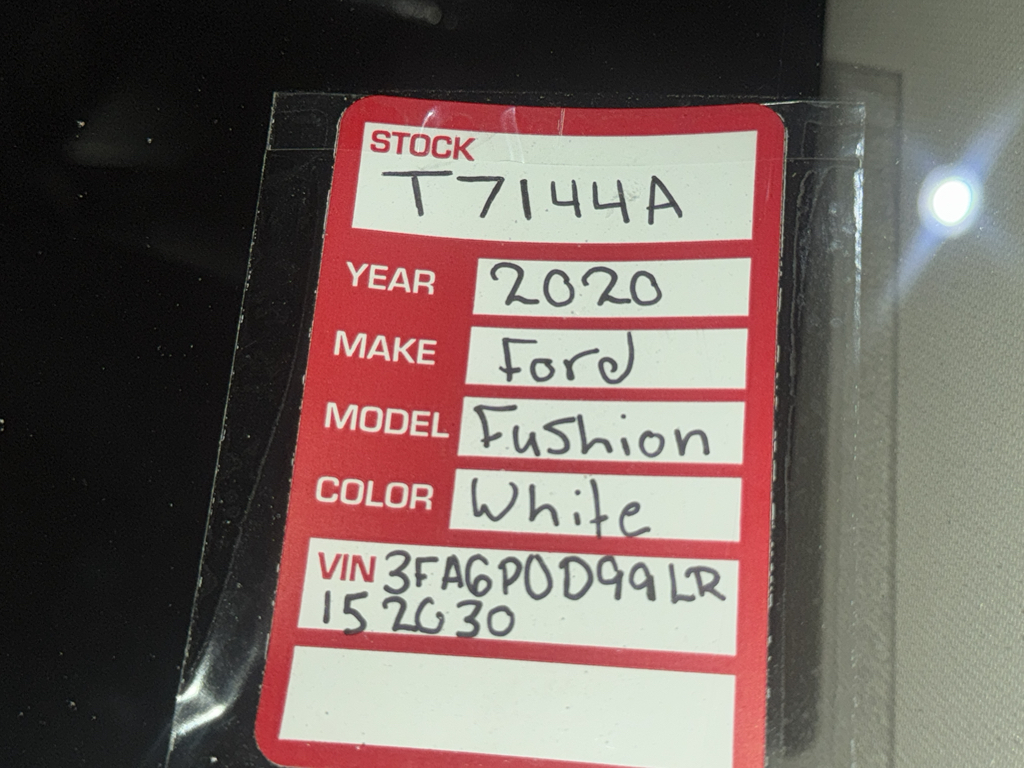 STOCK
T7144A
YEAR 2020
MAKE Ford
MODEL Fushion
COLOR White
VIN 3FA6P0D99LR
152030